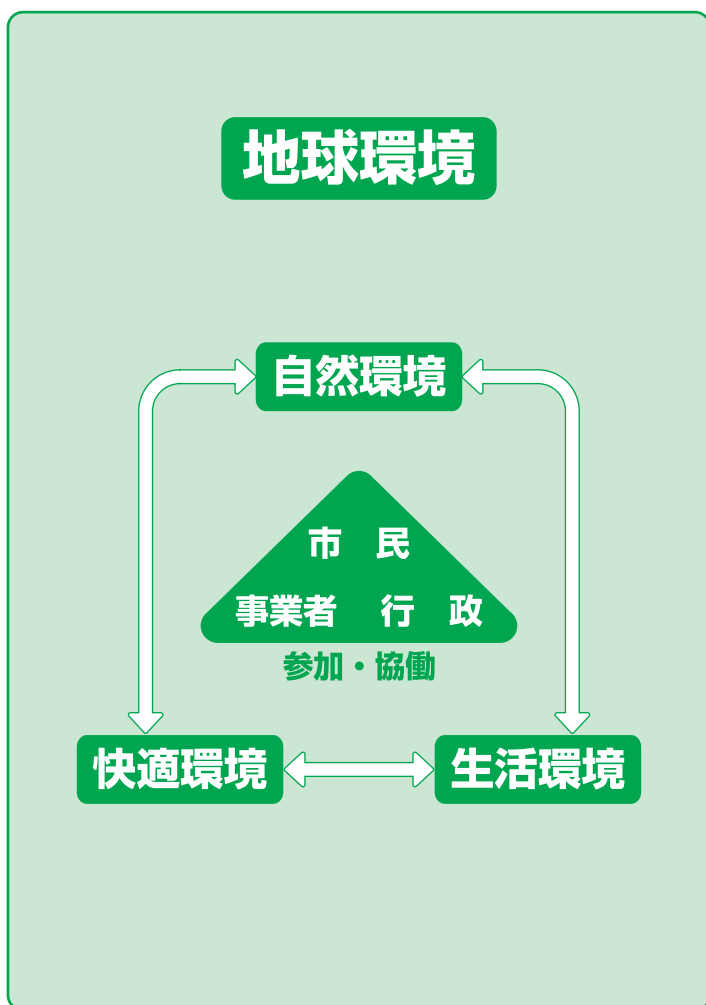 地球環境
自然環境
市　民
事業者　行　政
参加・協働
快適環境
生活環境